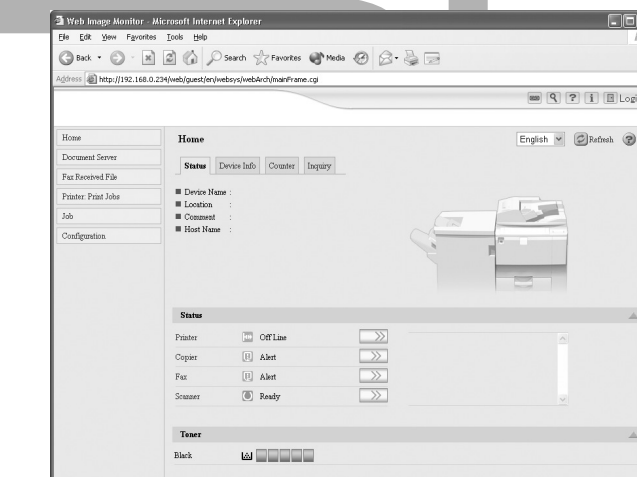 Web Image Monitor - Microsoft Internet Explorer
File Edit View Favorites Tools Help
Back Search Favorites Media
Address http://192.168.0.234/web/guest/en/websys/webArch/mainFrame.cgi
Logi
Home
Document Server
Fax Received File
Printer: Print Jobs
Job
Configuration
Home English Refresh
Status Device Info Counter Inquiry
Device Name :
Location :
Comment :
Host Name :
Status
Printer Off Line
Copier Alert
Fax Alert
Scanner Ready
Toner
Black